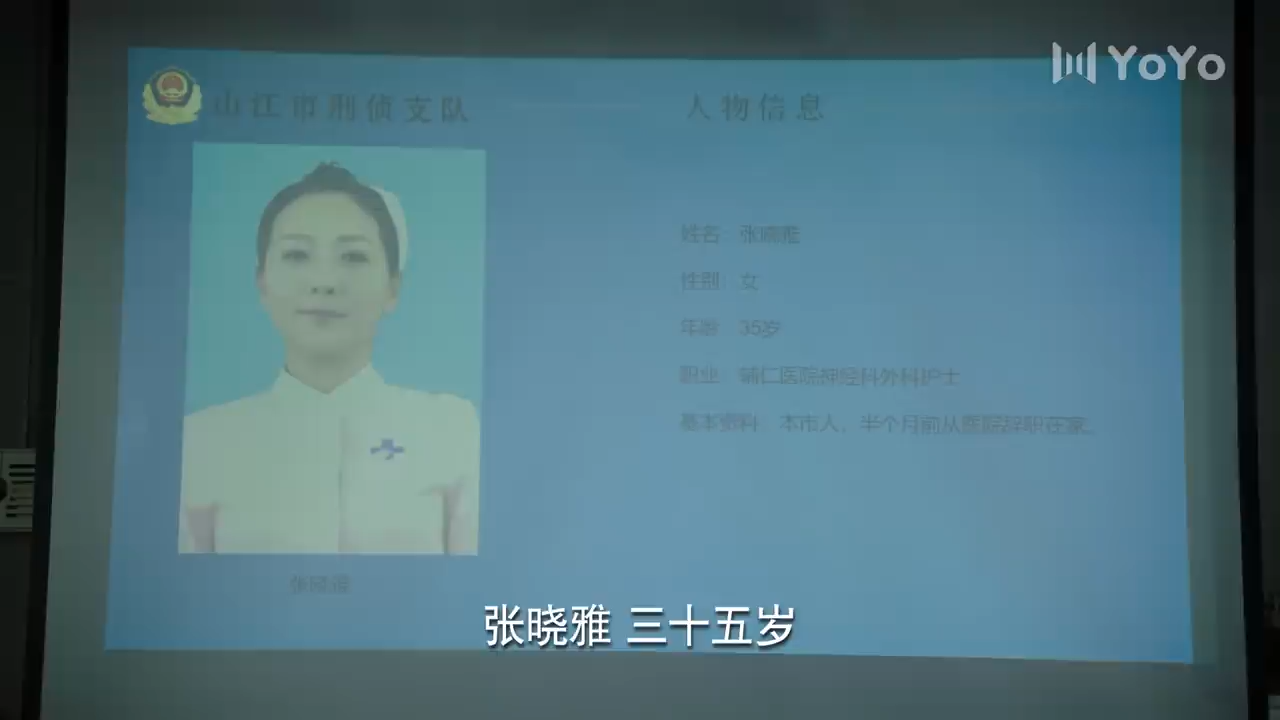 YoYo
山江市刑侦支队
人物信息
姓名 张晓雅
性别 女
年龄 35岁
职业 辅仁医院神经科外科护士
基本资料：本市人，半个月前从医院辞职在家。
张晓雅
张晓雅 三十五岁